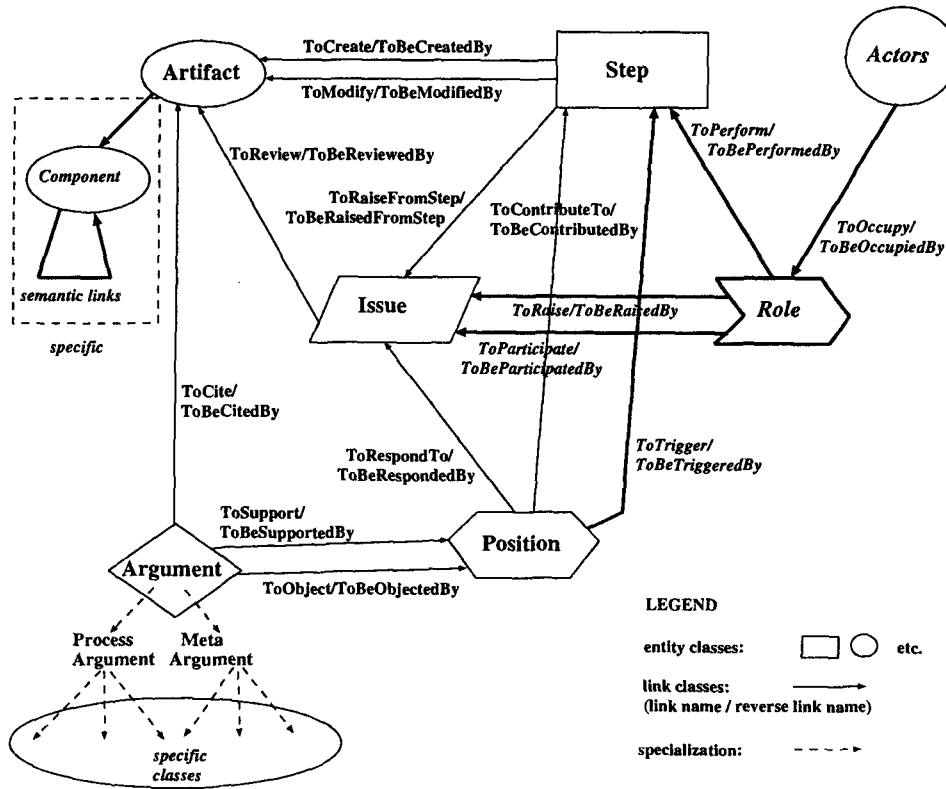 ToCreate/ToBeCreatedBy
Artifact
Step
Actors
ToModify/ToBeModifiedBy
ToPerform/
ToBePerformedBy
ToReview/ToBeReviewedBy
Component
ToRaiseFromStep/
ToBeRaisedFromStep
ToContributeTo/
ToBeContributedBy
ToOccupy/
ToBeOccupiedBy
semantic links
Issue
Role
ToRaise/ToBeRaisedBy
specific
ToParticipate/
ToBeParticipatedBy
ToCite/
ToBeCitedBy
ToTrigger/
ToBeTriggeredBy
ToRespondTo/
ToBeRespondedBy
ToSupport/
ToBeSupportedBy
Position
Argument
ToObject/ToBeObjectedBy
LEGEND
Process
Argument
Meta
Argument
entity classes:
etc.
link classes:
(link name / reverse link name)
specific
classes
specialization: